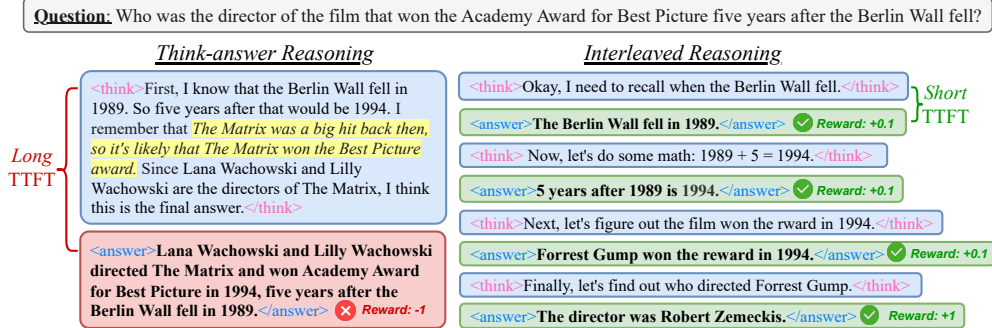 Question: Who was the director of the film that won the Academy Award for Best Picture five years after the Berlin Wall fell?
Think-answer Reasoning
<think>First, I know that the Berlin Wall fell in
1989. So five years after that would be 1994. I
remember that The Matrix was a big hit back then,
so it's likely that The Matrix won the Best Picture
award. Since Lana Wachowski and Lilly
Wachowski are the directors of The Matrix, I think
this is the final answer.</think>
Long
TTFT
<answer>Lana Wachowski and Lilly Wachowski
directed The Matrix and won Academy Award
for Best Picture in 1994, five years after the
Berlin Wall fell in 1989.</answer> Reward: -1
Interleaved Reasoning
<think>Okay, I need to recall when the Berlin Wall fell.</think>
Short
TTFT
<answer>The Berlin Wall fell in 1989.</answer> Reward: +0.1
<think> Now, let's do some math: 1989 + 5 = 1994.</think>
<answer>5 years after 1989 is 1994.</answer> Reward: +0.1
<think>Next, let's figure out the film won the rward in 1994.</think>
<answer>Forrest Gump won the reward in 1994.</answer> Reward: +0.1
<think>Finally, let's find out who directed Forrest Gump.</think>
<answer>The director was Robert Zemeckis.</answer> Reward: +1